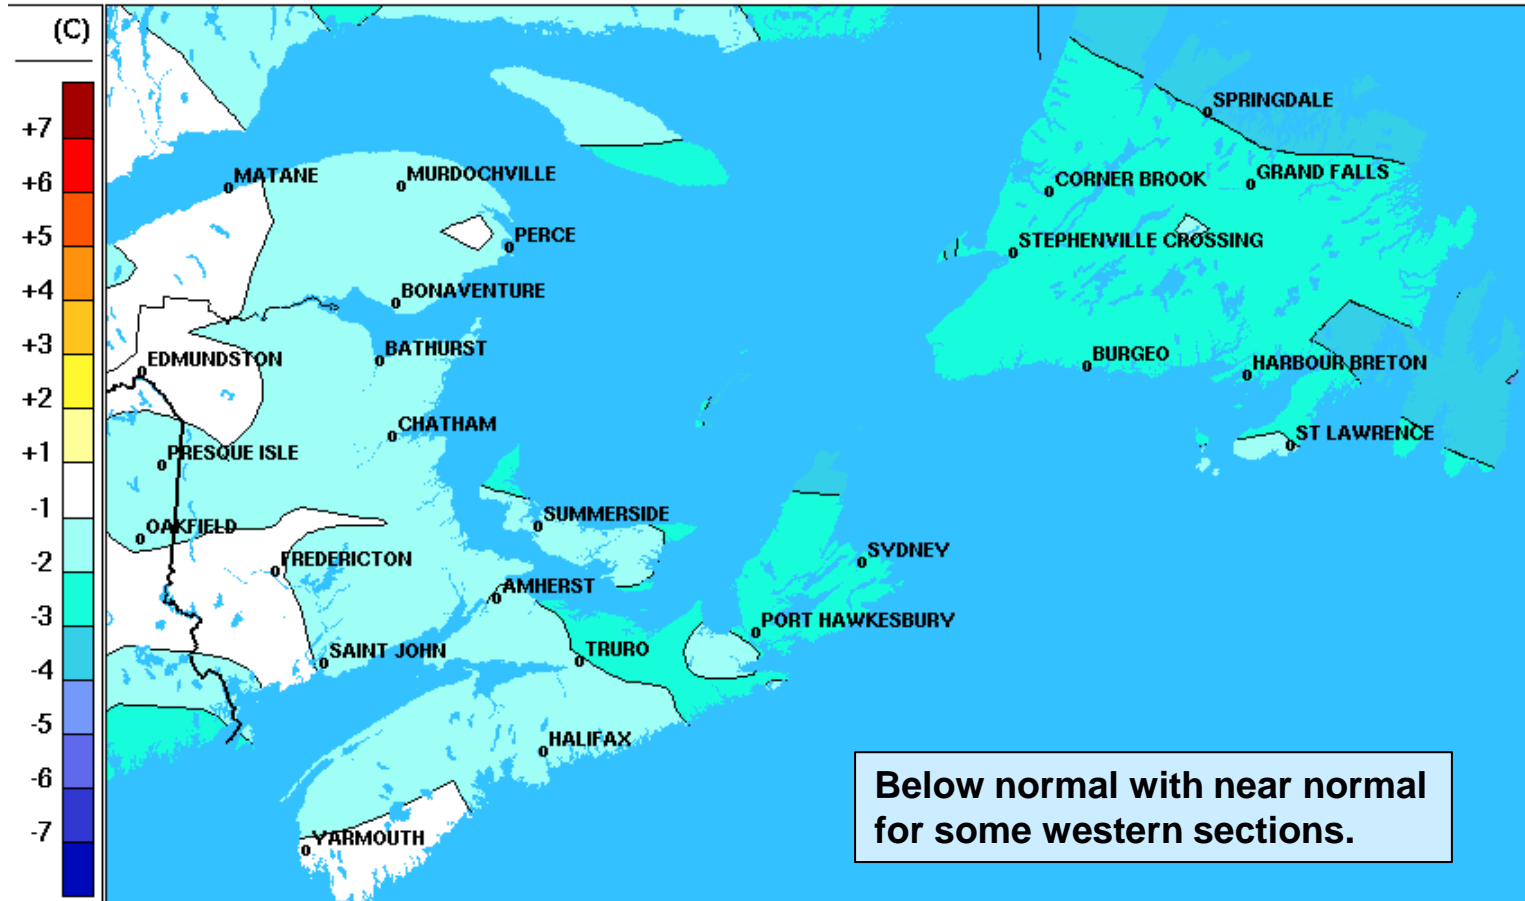 (C)
+7
+6
+5
+4
+3
+2
+1
-1
-2
-3
-4
-5
-6
-7
SPRINGDALE
MATANE
MURDOCHVILLE
CORNER BROOK
GRAND FALLS
PERCE
STEPHENVILLE CROSSING
BONAVENTURE
EDMUNDSTON
BATHURST
BURGEO
HARBOUR BRETON
CHATHAM
ST LAWRENCE
PRESQUE ISLE
OAKFIELD
SUMMERSIDE
FREDERICTON
SYDNEY
AMHERST
PORT HAWKESBURY
SAINT JOHN
TRURO
HALIFAX
YARMOUTH
Below normal with near normal
for some western sections.